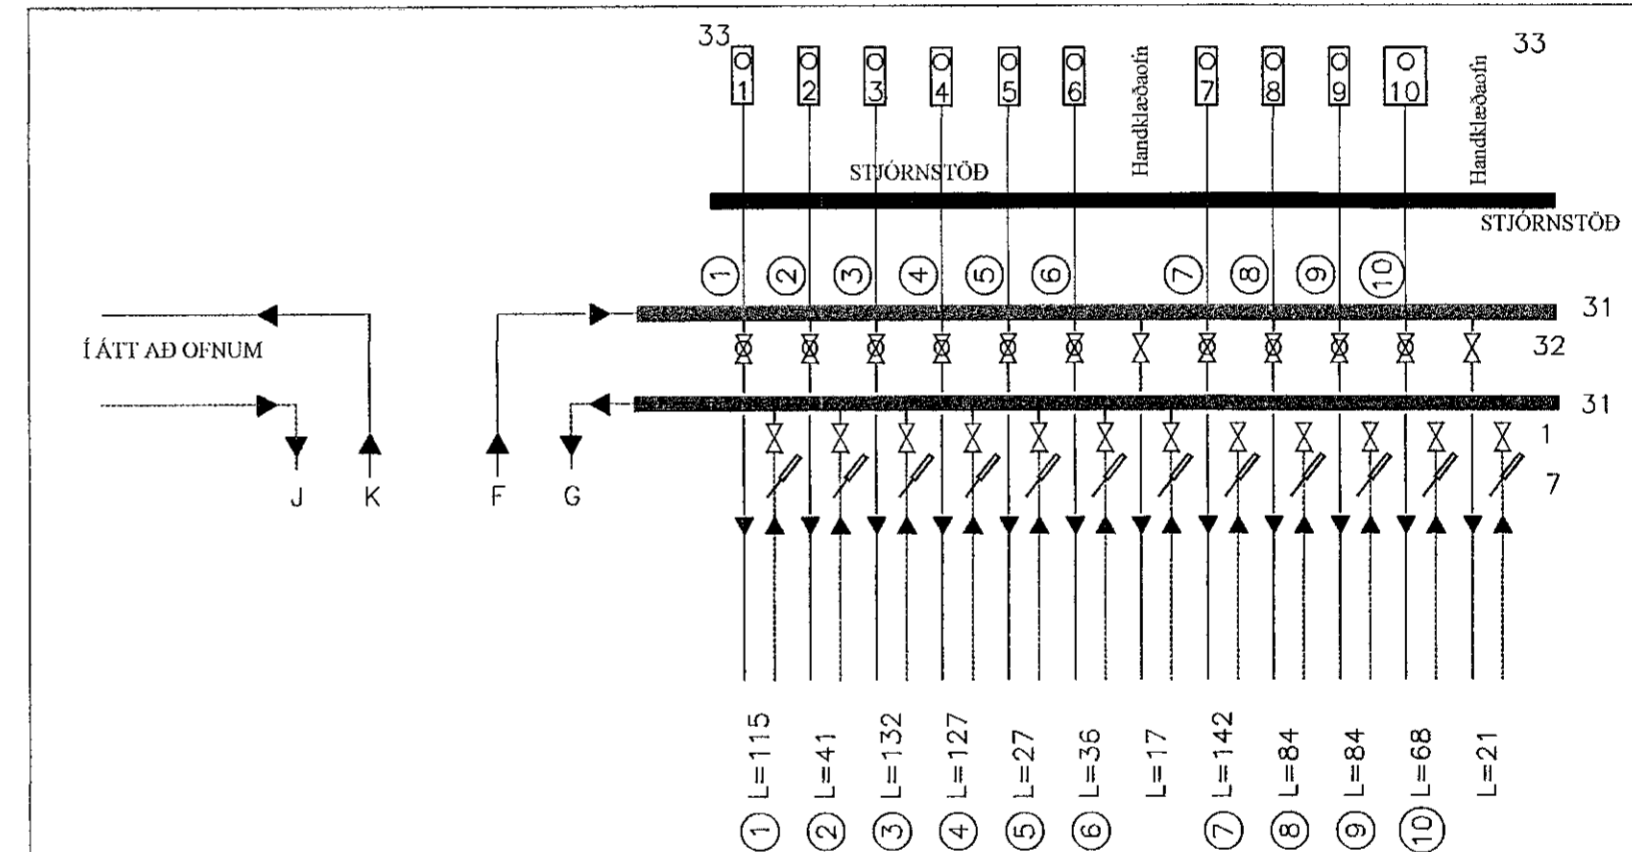 33
33
1 2 3 4 5 6 Handklæðaofn 7 8 9 10 Handklæðaofn
STJÓRNSTÖÐ
STJÓRNSTÖÐ
1 2 3 4 5 6 7 8 9 10
31
Í ÁTT AÐ OFNUM
32
31
1
7
J K F G
1 L=115
2 L=41
3 L=132
4 L=127
5 L=27
6 L=36
L=17
7 L=142
8 L=84
9 L=84
10 L=68
L=21